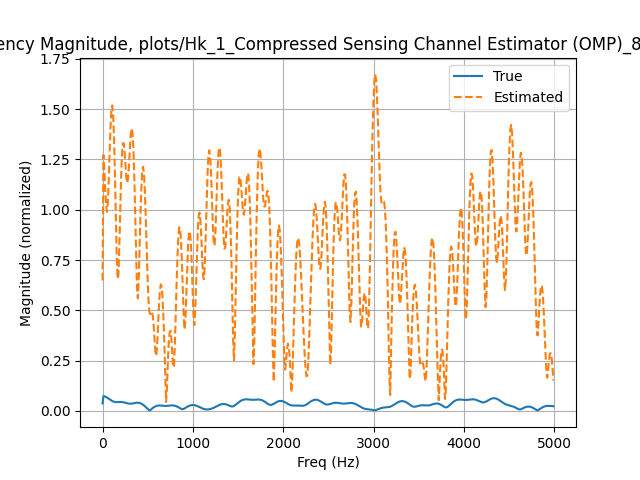 ency Magnitude, plots/Hk_1_Compressed Sensing Channel Estimator (OMP)_8
True
Estimated
Magnitude (normalized)
1.75
1.50
1.25
1.00
0.75
0.50
0.25
0.00
0 1000 2000 3000 4000 5000
Freq (Hz)